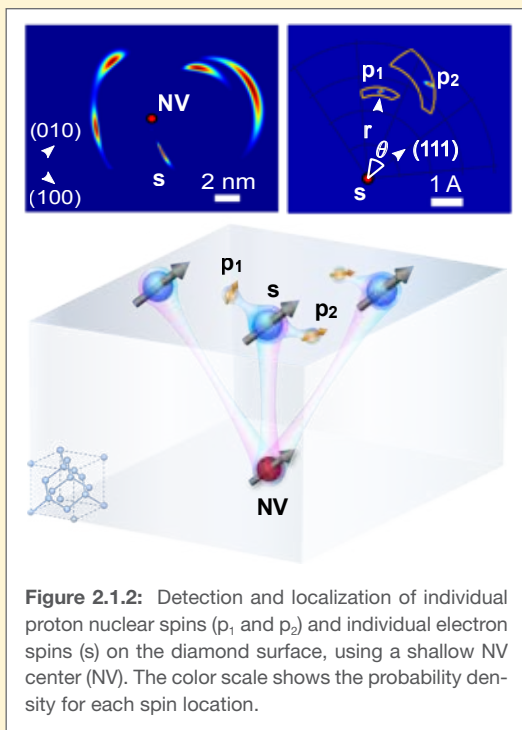 NV
(010)
(100)
s
2 nm
p₁
p₂
r
θ
(111)
s
1 A
p₁
s
p₂
NV
Figure 2.1.2: Detection and localization of individual
proton nuclear spins (p₁ and p₂) and individual electron
spins (s) on the diamond surface, using a shallow NV
center (NV). The color scale shows the probability den-
sity for each spin location.